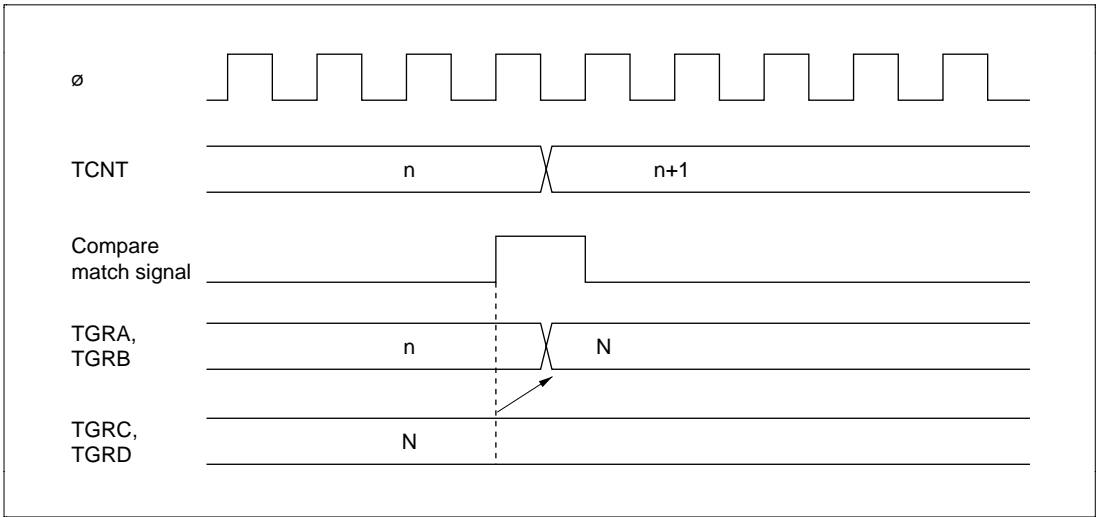 ø
TCNT
n
n+1
Compare
match signal
TGRA,
TGRB
n
N
TGRC,
TGRD
N